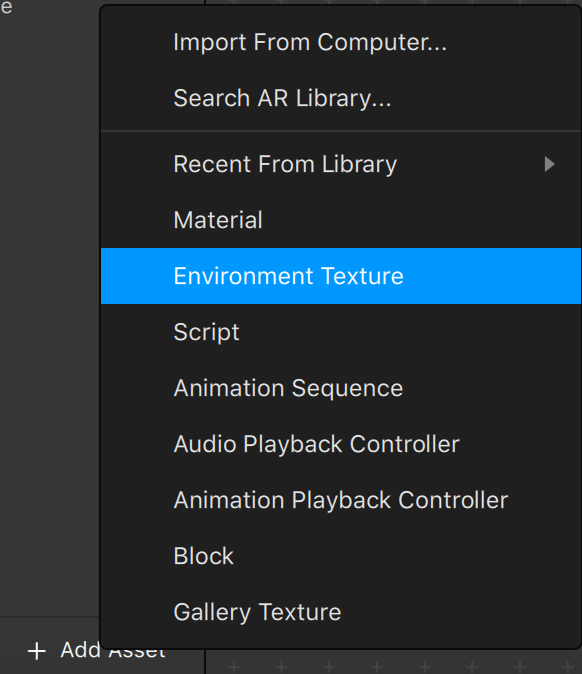 e
Import From Computer...
Search AR Library...
Recent From Library
Material
Environment Texture
Script
Animation Sequence
Audio Playback Controller
Animation Playback Controller
Block
Gallery Texture
+ Add Asset